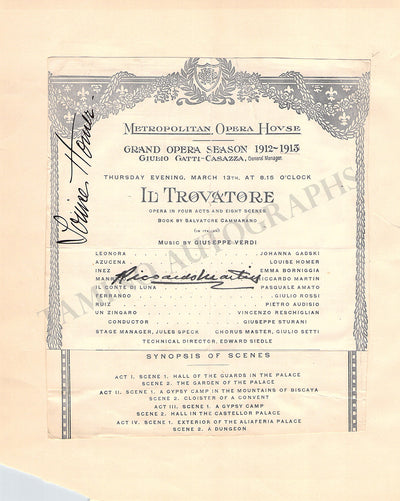 Louise Homer
METROPOLITAN OPERA HOVSE
GRAND OPERA SEASON 1912-1913
GIULIO GATTI-CASAZZA, General Manager.
THURSDAY EVENING, MARCH 13TH, AT 8.15 O'CLOCK
IL TROVATORE
OPERA IN FOUR ACTS AND EIGHT SCENES
BOOK BY SALVATORE CAMMARANO
(IN ITALIAN)
MUSIC BY GIUSEPPE VERDI
LEONORA JOHANNA GADSKI
AZUCENA LOUISE HOMER
INEZ EMMA BORNIGGIA
MANRICO RICCARDO MARTIN
Riccardo Martin
IL CONTE DI LUNA PASQUALE AMATO
FERRANDO GIULIO ROSSI
RUIZ PIETRO AUDISIO
UN ZINGARO VINCENZO RESCHIGLIAN
CONDUCTOR GIUSEPPE STURANI
STAGE MANAGER, JULES SPECK CHORUS MASTER, GIULIO SETTI
TECHNICAL DIRECTOR, EDWARD SIEDLE
SYNOPSIS OF SCENES
ACT I. SCENE 1. HALL OF THE GUARDS IN THE PALACE
SCENE 2. THE GARDEN OF THE PALACE
ACT II. SCENE 1. A GYPSY CAMP IN THE MOUNTAINS OF BISCAYA
SCENE 2. CLOISTER OF A CONVENT
ACT III. SCENE 1. A GYPSY CAMP
SCENE 2. HALL IN THE CASTELLOR PALACE
ACT IV. SCENE 1. EXTERIOR OF THE ALIAFERIA PALACE
SCENE 2. A DUNGEON
TAMINO AUTOGRAPHS